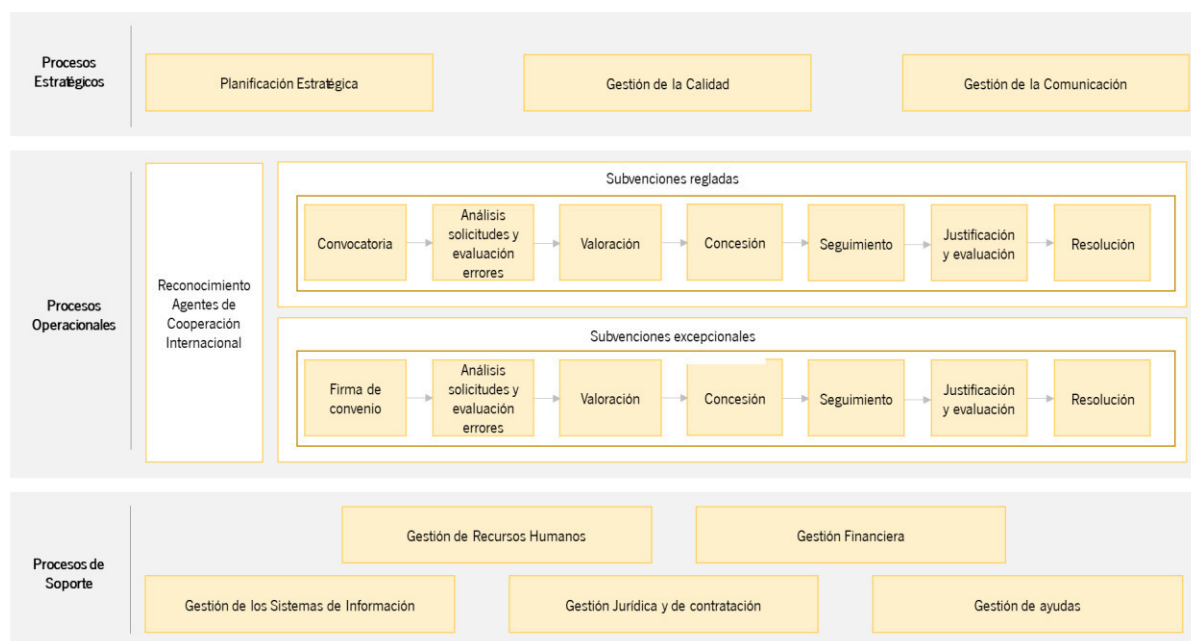 Procesos
Estratégicos
Planificación Estratégica
Gestión de la Calidad
Gestión de la Comunicación
Procesos
Operacionales
Reconocimiento
Agentes de
Cooperación
Internacional
Subvenciones regladas
Convocatoria
Análisis
solicitudes y
evaluación
errores
Valoración
Concesión
Seguimiento
Justificación
y evaluación
Resolución
Subvenciones excepcionales
Firma de
convenio
Análisis
solicitudes y
evaluación
errores
Valoración
Concesión
Seguimiento
Justificación
y evaluación
Resolución
Procesos de
Soporte
Gestión de Recursos Humanos
Gestión Financiera
Gestión de los Sistemas de Información
Gestión Jurídica y de contratación
Gestión de ayudas